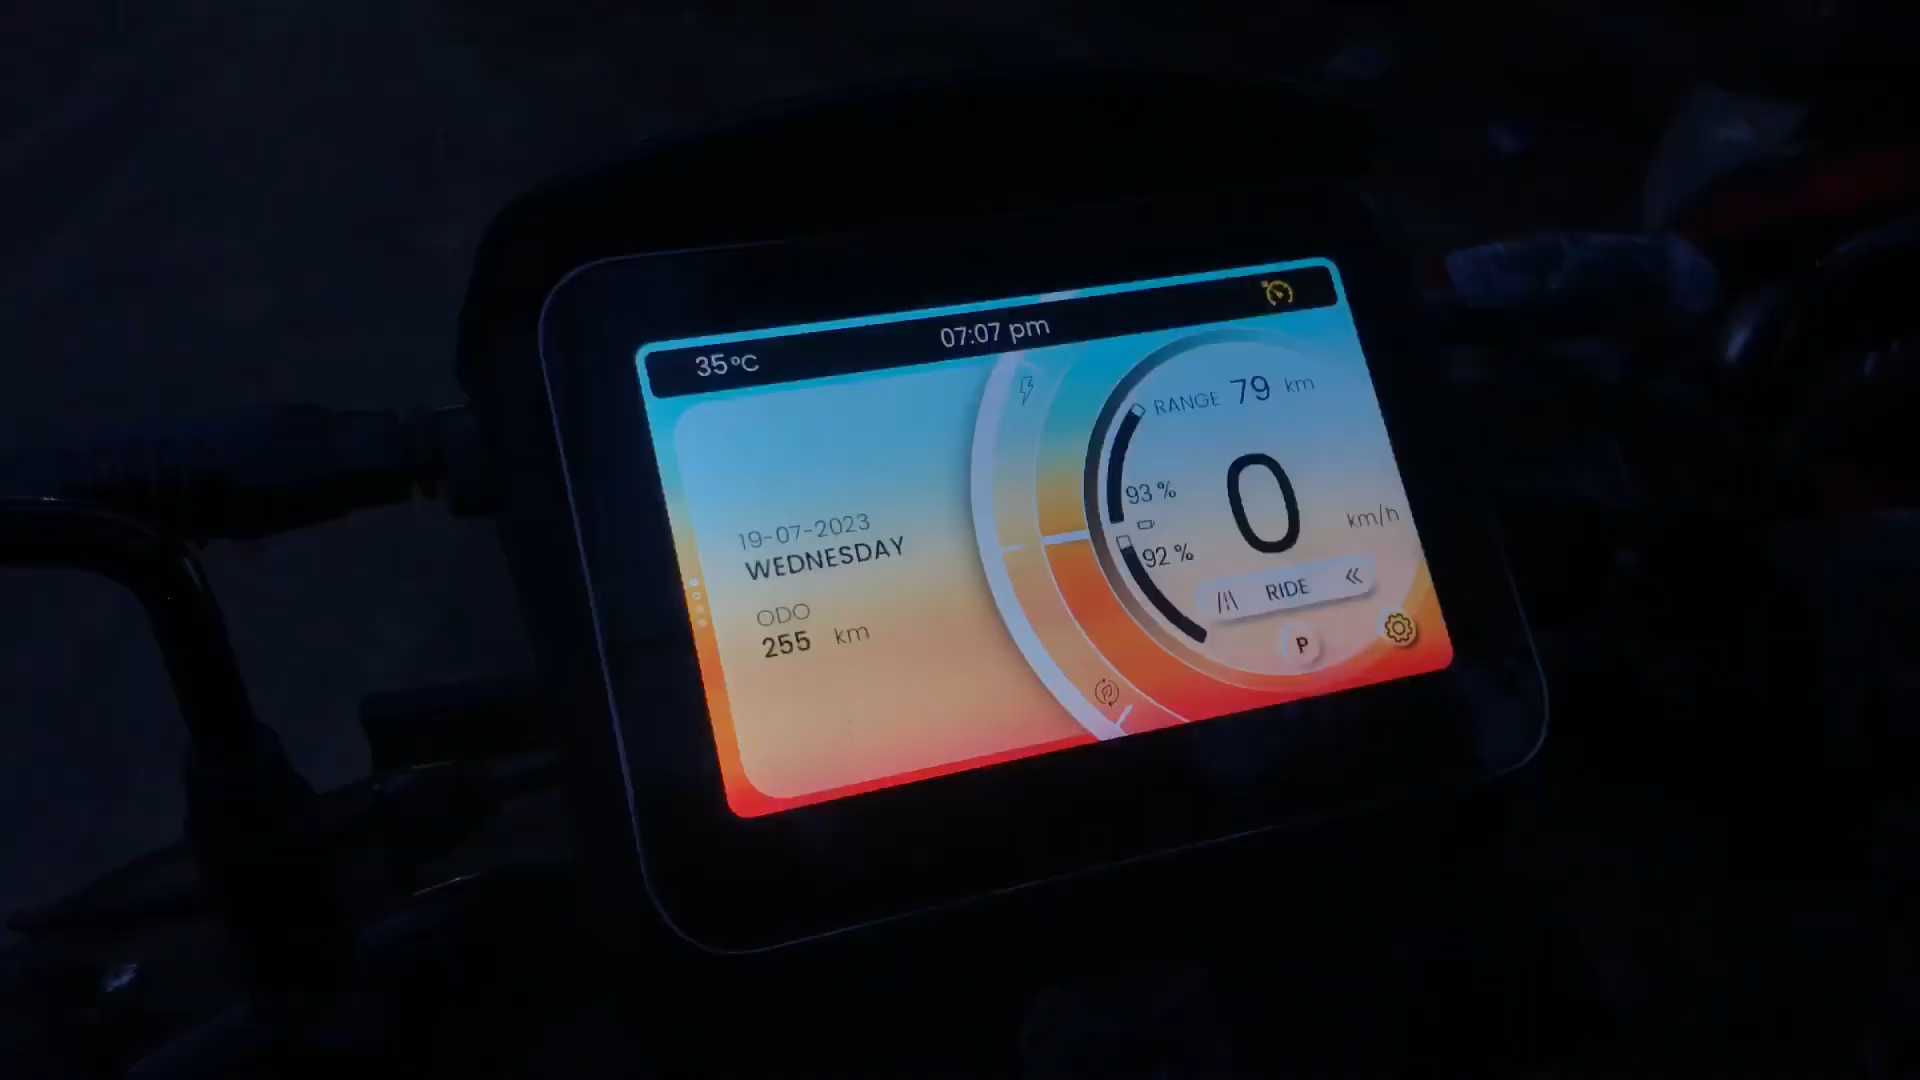 35°C
07:07 pm
19-07-2023
WEDNESDAY
ODO
255 km
RANGE 79 km
93 %
92 %
0
km/h
RIDE
P